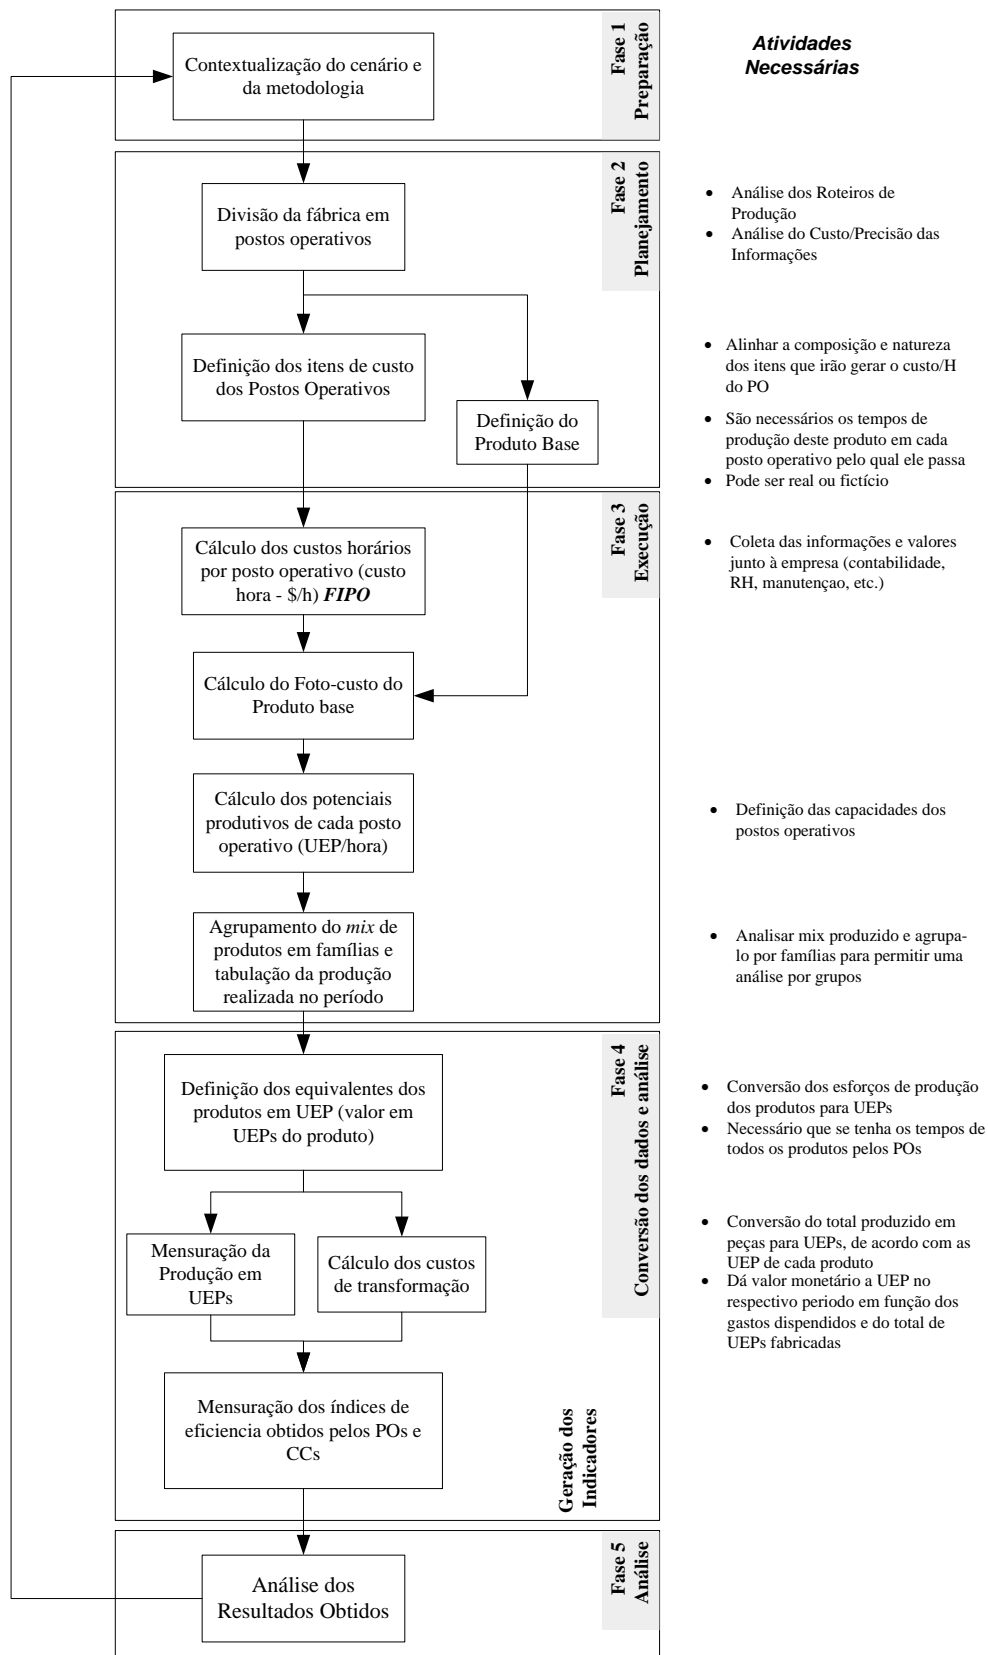 Atividades
Necessárias
Fase 1
Preparação
Contextualização do cenário e
da metodologia
Fase 2
Planejamento
Divisão da fábrica em
postos operativos
• Análise dos Roteiros de
Produção
• Análise do Custo/Precisão das
Informações
Definição dos itens de custo
dos Postos Operativos
• Alinhar a composição e natureza
dos itens que irão gerar o custo/H
do PO
Definição do
Produto Base
• São necessários os tempos de
produção deste produto em cada
posto operativo pelo qual ele passa
• Pode ser real ou fictício
Fase 3
Execução
Cálculo dos custos horários
por posto operativo (custo
hora - $/h) FIPO
• Coleta das informações e valores
junto à empresa (contabilidade,
RH, manutençao, etc.)
Cálculo do Foto-custo do
Produto base
Cálculo dos potenciais
produtivos de cada posto
operativo (UEP/hora)
• Definição das capacidades dos
postos operativos
Agrupamento do mix de
produtos em famílias e
tabulação da produção
realizada no período
• Analisar mix produzido e agrupa-
lo por famílias para permitir uma
análise por grupos
Fase 4
Conversão dos dados e análise
Definição dos equivalentes dos
produtos em UEP (valor em
UEPs do produto)
• Conversão dos esforços de produção
dos produtos para UEPs
• Necessário que se tenha os tempos de
todos os produtos pelos POs
Mensuração da
Produção em
UEPs
Cálculo dos custos
de transformação
• Conversão do total produzido em
peças para UEPs, de acordo com as
UEP de cada produto
• Dá valor monetário a UEP no
respectivo periodo em função dos
gastos dispendidos e do total de
UEPs fabricadas
Mensuração dos índices de
eficiencia obtidos pelos POs e
CCs
Geração dos
Indicadores
Fase 5
Análise
Análise dos
Resultados Obtidos